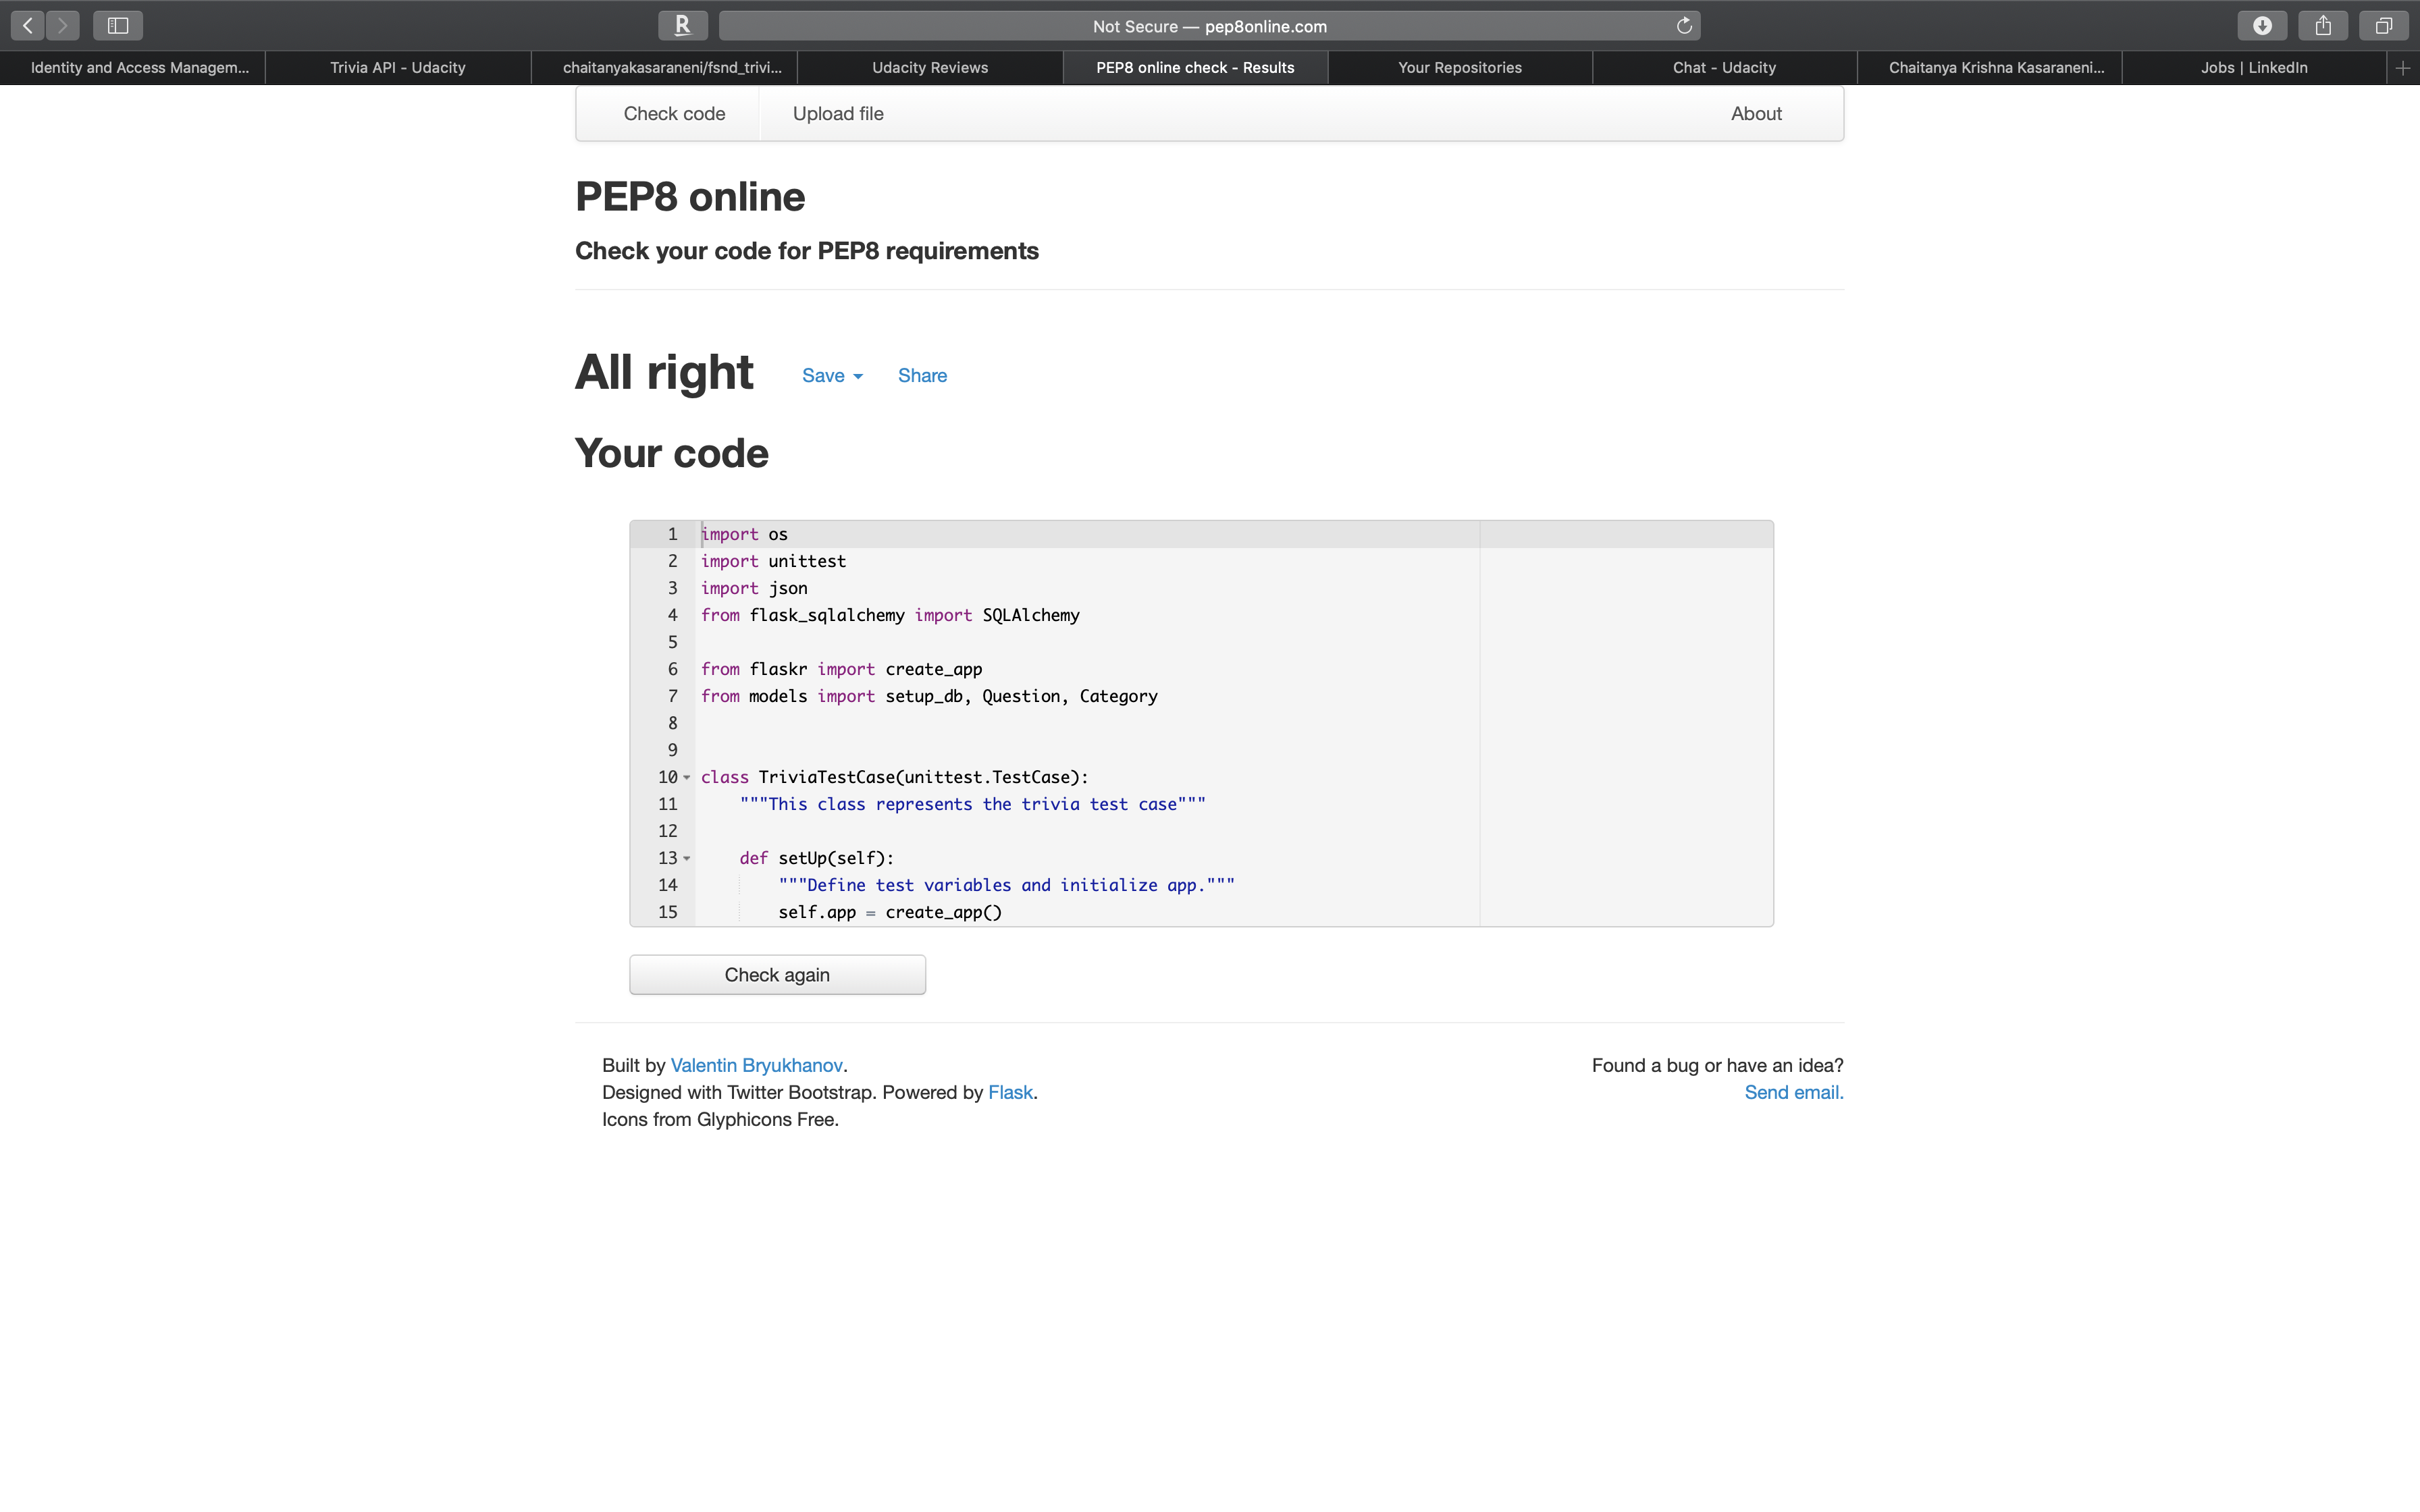 R
Not Secure — pep8online.com
Identity and Access Managem...
Trivia API - Udacity
chaitanyakasaraneni/fsnd_trivi...
Udacity Reviews
PEP8 online check - Results
Your Repositories
Chat - Udacity
Chaitanya Krishna Kasaraneni...
Jobs | LinkedIn
Check code
Upload file
About
PEP8 online
Check your code for PEP8 requirements
All right
Save
Share
Your code
1 import os
2 import unittest
3 import json
4 from flask_sqlalchemy import SQLAlchemy
5
6 from flaskr import create_app
7 from models import setup_db, Question, Category
8
9
10 class TriviaTestCase(unittest.TestCase):
11     """This class represents the trivia test case"""
12
13     def setUp(self):
14         """Define test variables and initialize app."""
15         self.app = create_app()
Check again
Built by Valentin Bryukhanov.
Designed with Twitter Bootstrap. Powered by Flask.
Icons from Glyphicons Free.
Found a bug or have an idea?
Send email.